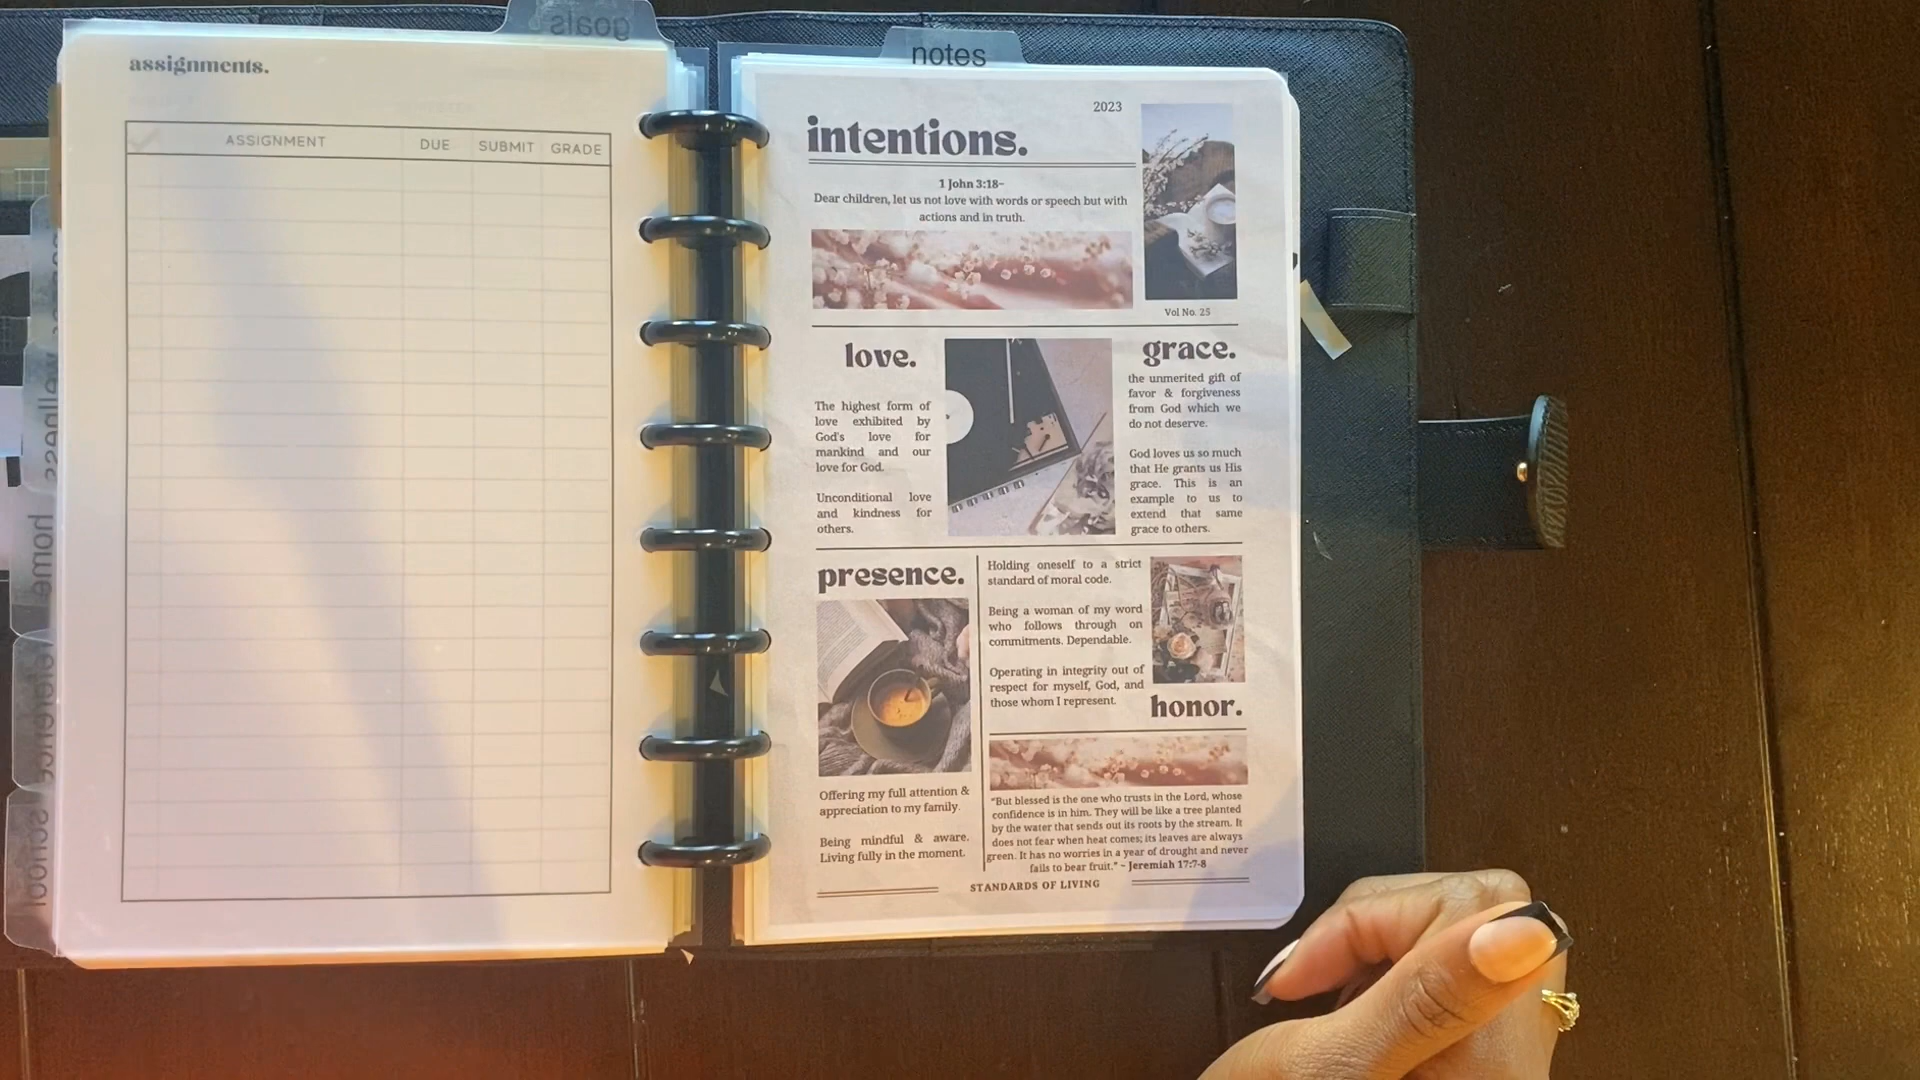 goals
assignments.
ASSIGNMENT DUE SUBMIT GRADE
wellness
home
reference
school
notes
2023
intentions.
1 John 3:18~
Dear children, let us not love with words or speech but with
actions and in truth.
Vol No. 25
love.
The highest form of
love exhibited by
God's love for
mankind and our
love for God.
Unconditional love
and kindness for
others.
grace.
the unmerited gift of
favor & forgiveness
from God which we
do not deserve.
God loves us so much
that He grants us His
grace. This is an
example to us to
extend that same
grace to others.
presence.
Offering my full attention &
appreciation to my family.
Being mindful & aware.
Living fully in the moment.
Holding oneself to a strict
standard of moral code.
Being a woman of my word
who follows through on
commitments. Dependable.
Operating in integrity out of
respect for myself, God, and
those whom I represent.
honor.
"But blessed is the one who trusts in the Lord, whose
confidence is in him. They will be like a tree planted
by the water that sends out its roots by the stream. It
does not fear when heat comes; its leaves are always
green. It has no worries in a year of drought and never
fails to bear fruit." ~ Jeremiah 17:7-8
STANDARDS OF LIVING